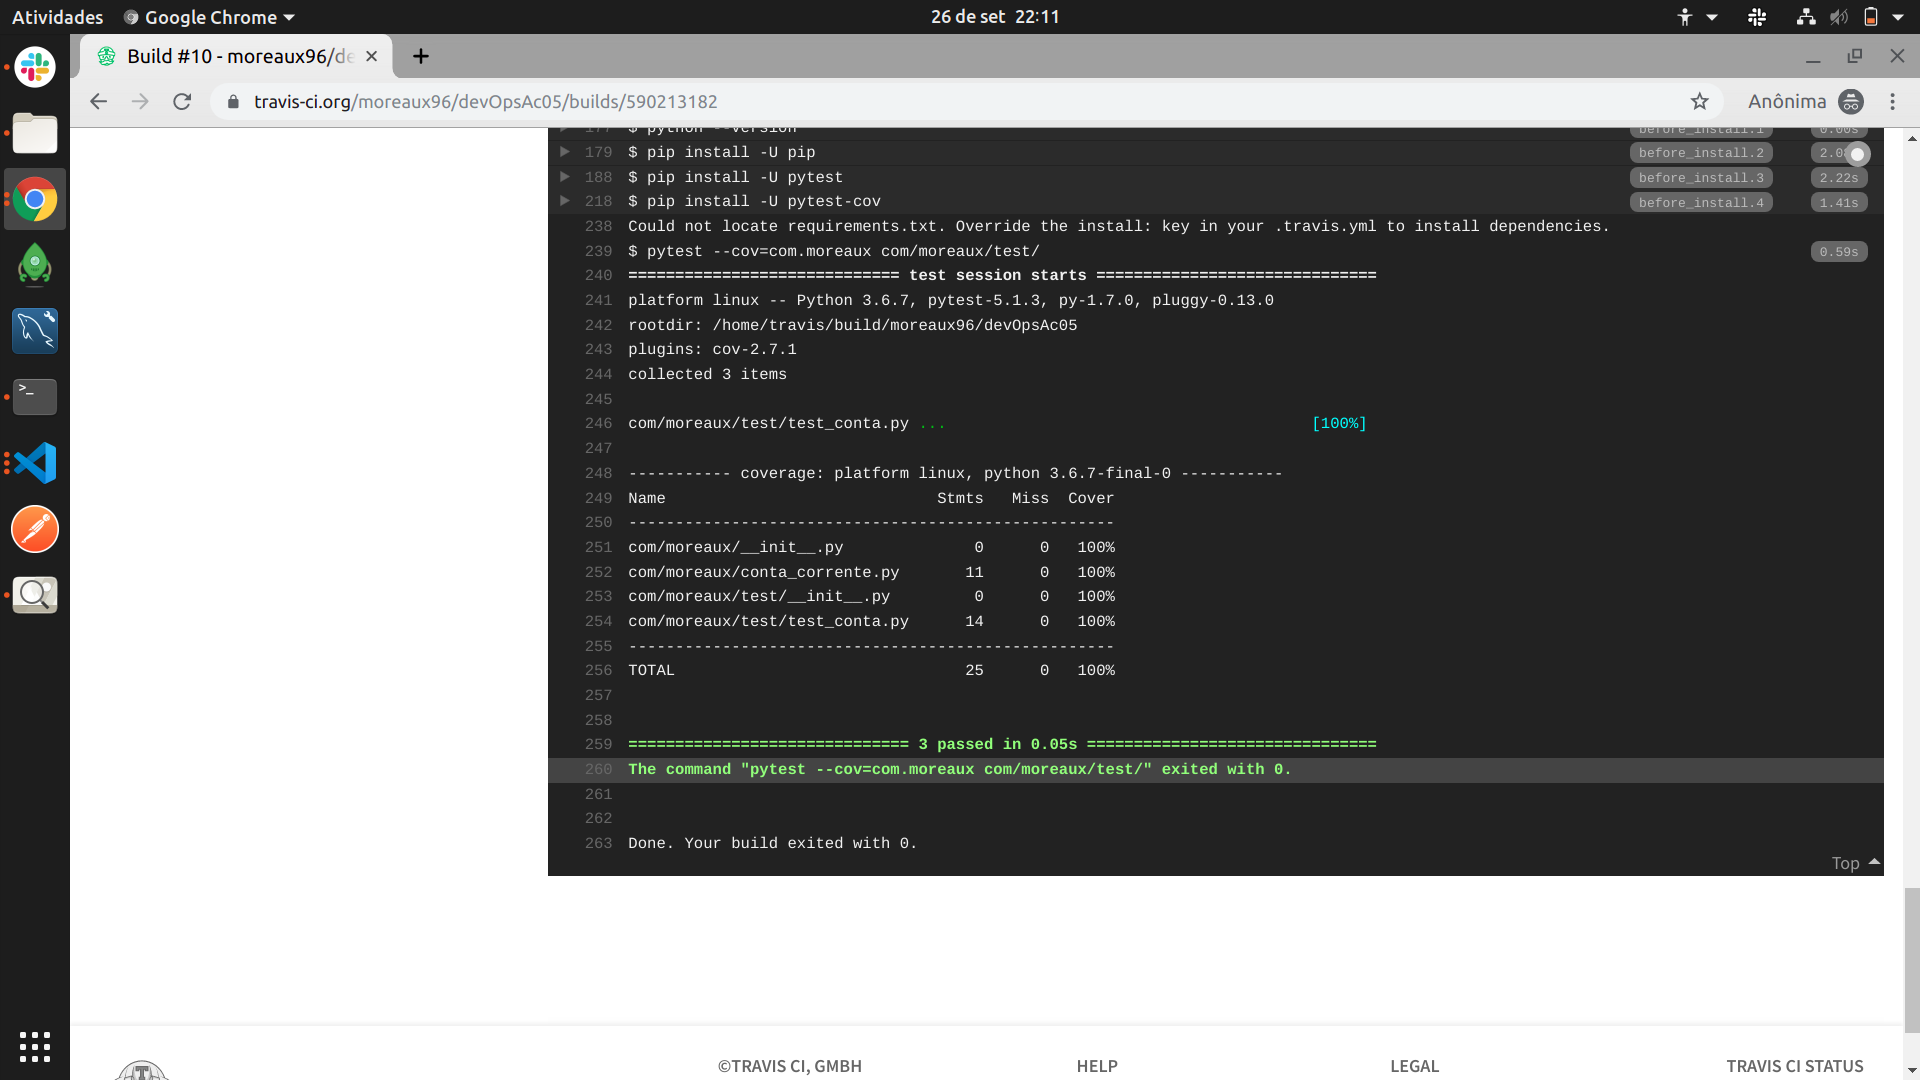 Atividades
Google Chrome
26 de set 22:11
Build #10 - moreaux96/de
travis-ci.org/moreaux96/devOpsAc05/builds/590213182
Anônima
177 $ python --version before_install.1 0.00s
179 $ pip install -U pip before_install.2 2.0
188 $ pip install -U pytest before_install.3 2.22s
218 $ pip install -U pytest-cov before_install.4 1.41s
238 Could not locate requirements.txt. Override the install: key in your .travis.yml to install dependencies.
239 $ pytest --cov=com.moreaux com/moreaux/test/ 0.59s
240 ============================= test session starts ==============================
241 platform linux -- Python 3.6.7, pytest-5.1.3, py-1.7.0, pluggy-0.13.0
242 rootdir: /home/travis/build/moreaux96/devOpsAc05
243 plugins: cov-2.7.1
244 collected 3 items
245
246 com/moreaux/test/test_conta.py ... [100%]
247
248 ----------- coverage: platform linux, python 3.6.7-final-0 -----------
249 Name Stmts Miss Cover
250 ----------------------------------------------------
251 com/moreaux/__init__.py 0 0 100%
252 com/moreaux/conta_corrente.py 11 0 100%
253 com/moreaux/test/__init__.py 0 0 100%
254 com/moreaux/test/test_conta.py 14 0 100%
255 ----------------------------------------------------
256 TOTAL 25 0 100%
257
258
259 ============================== 3 passed in 0.05s ===============================
260 The command "pytest --cov=com.moreaux com/moreaux/test/" exited with 0.
261
262
263 Done. Your build exited with 0.
Top
©TRAVIS CI, GMBH
HELP
LEGAL
TRAVIS CI STATUS